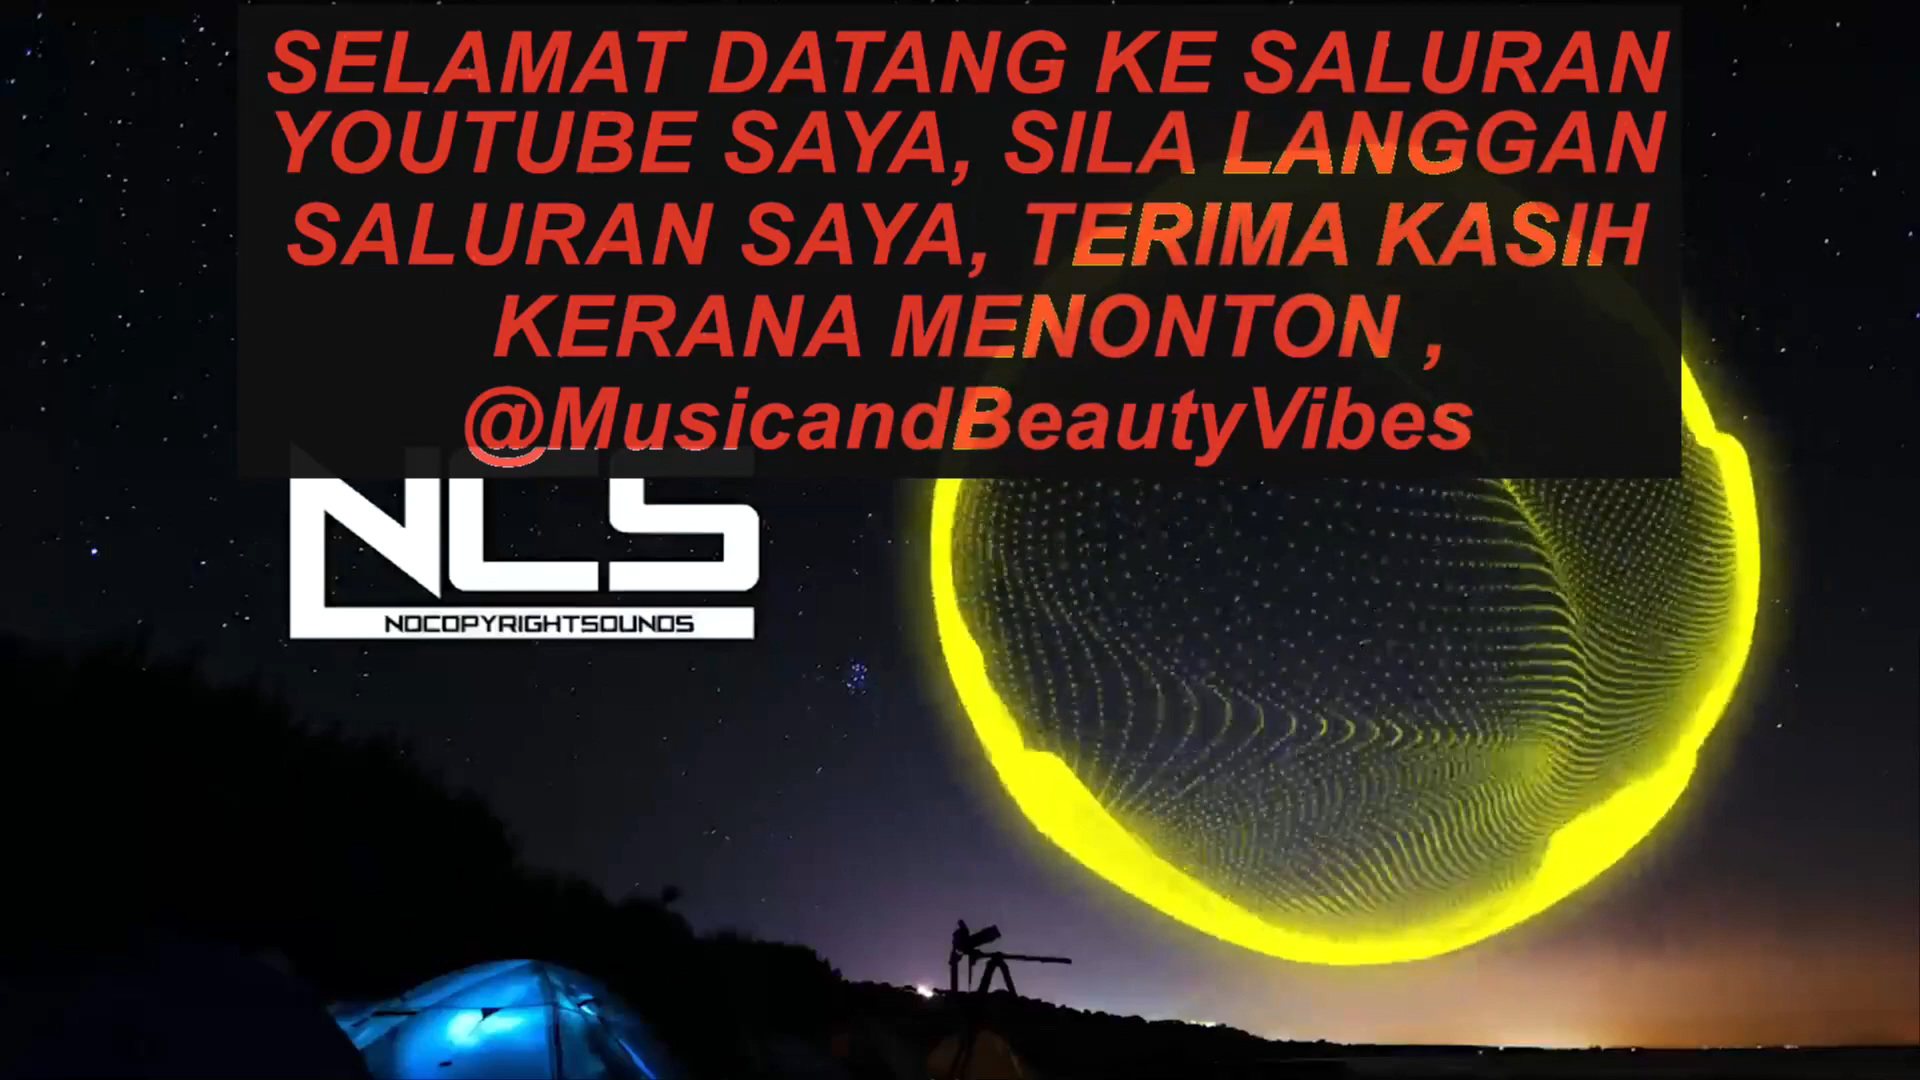 SELAMAT DATANG KE SALURAN
YOUTUBE SAYA, SILA LANGGAN
SALURAN SAYA, TERIMA KASIH
KERANA MENONTON ,
@MusicandBeautyVibes
NCS
NOCOPYRIGHTSOUNDS